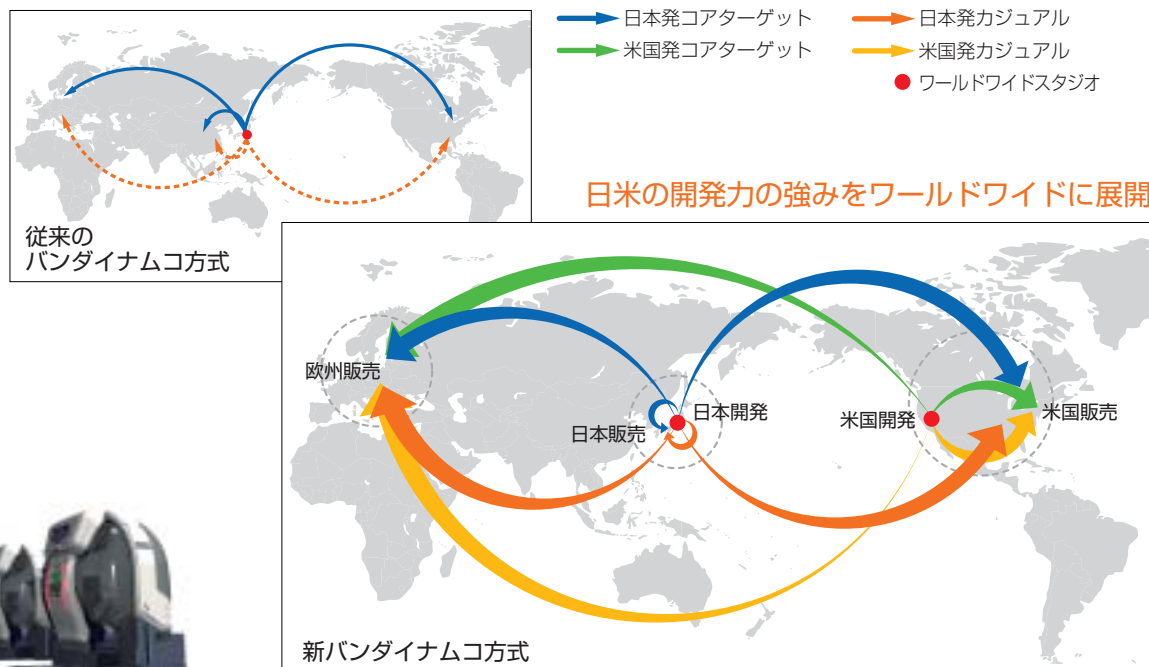 日本発コアターゲット
日本発カジュアル
米国発コアターゲット
米国発カジュアル
ワールドワイドスタジオ
従来の
バンダイナムコ方式
日米の開発力の強みをワールドワイドに展開
欧州販売
日本開発
日本販売
米国開発
米国販売
新バンダイナムコ方式